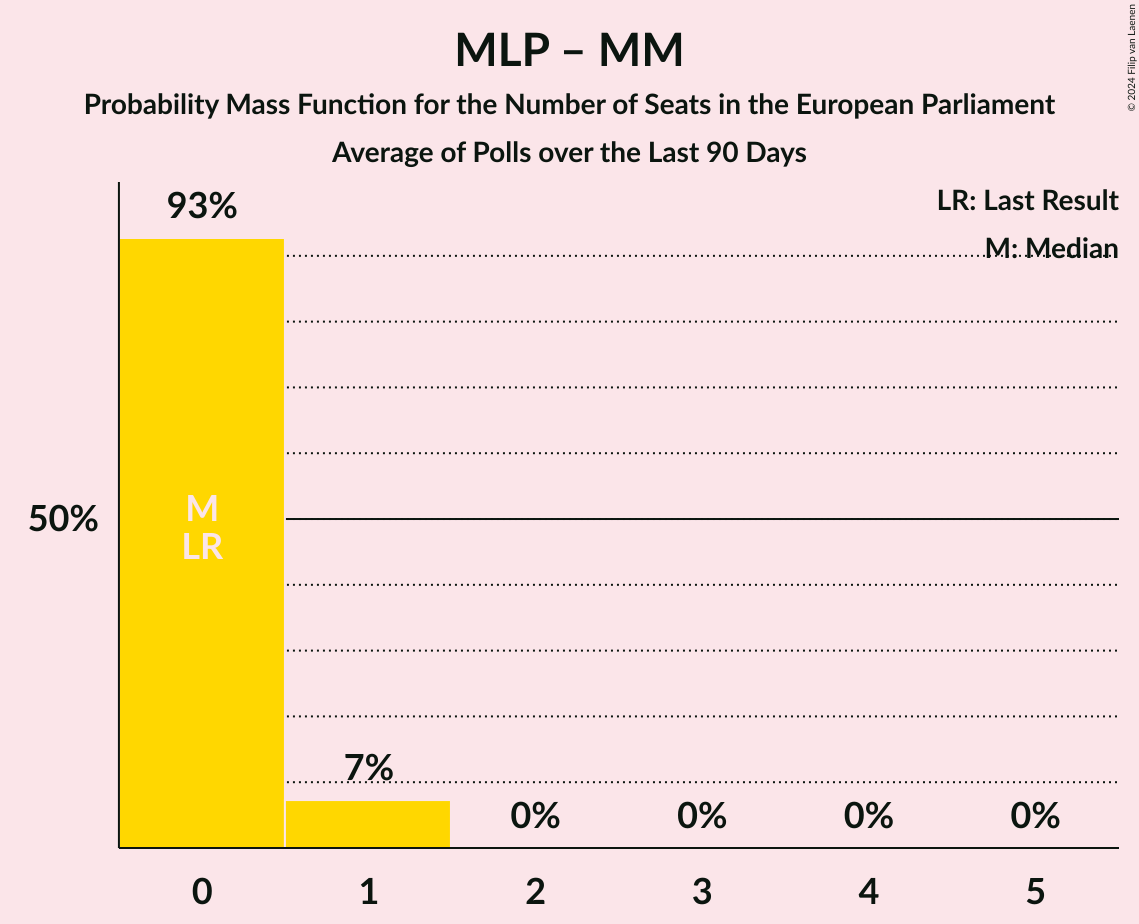 MLP – MM
Probability Mass Function for the Number of Seats in the European Parliament
Average of Polls over the Last 90 Days
© 2024 Filip van Laenen
LR: Last Result
M: Median
93%
50%
M
LR
7%
0%
0%
0%
0%
0
1
2
3
4
5